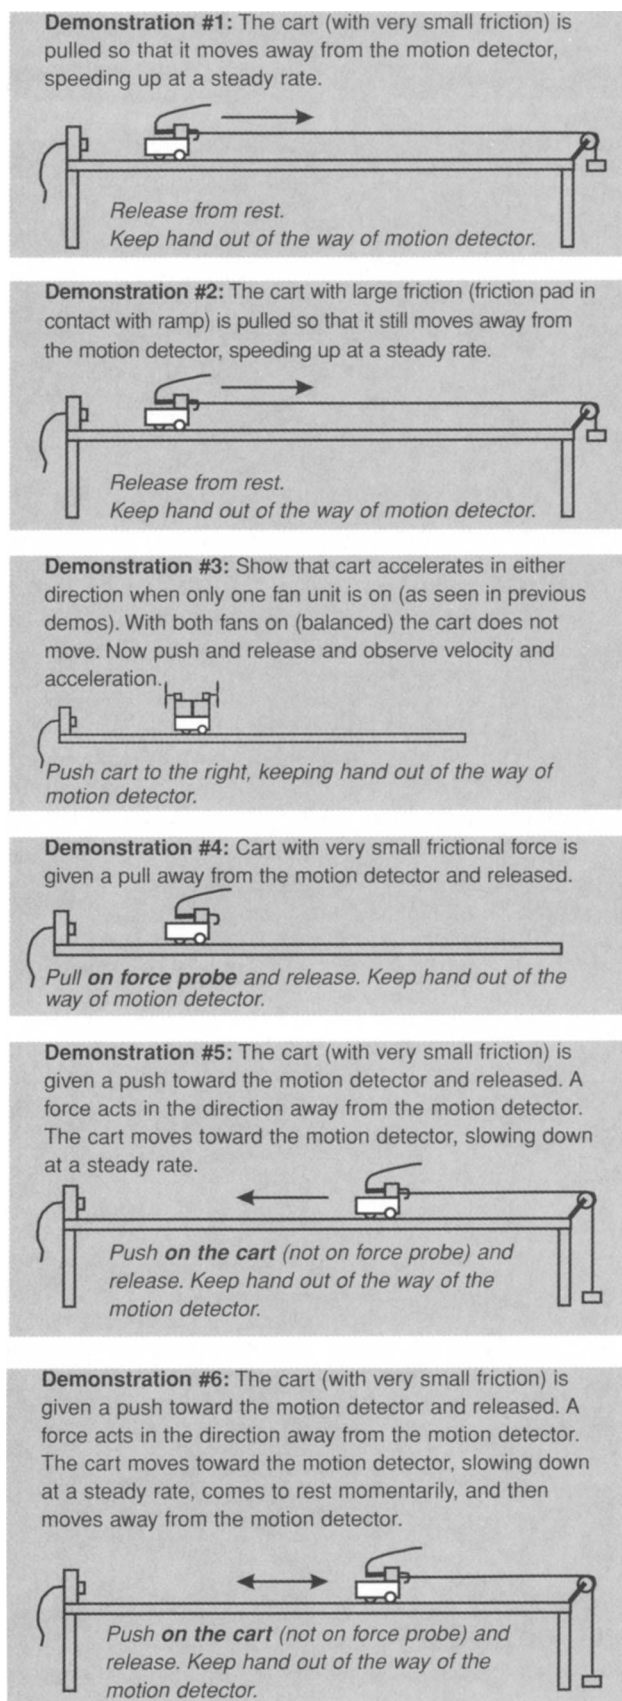 Demonstration #1: The cart (with very small friction) is
pulled so that it moves away from the motion detector,
speeding up at a steady rate.
Release from rest.
Keep hand out of the way of motion detector.
Demonstration #2: The cart with large friction (friction pad in
contact with ramp) is pulled so that it still moves away from
the motion detector, speeding up at a steady rate.
Release from rest.
Keep hand out of the way of motion detector.
Demonstration #3: Show that cart accelerates in either
direction when only one fan unit is on (as seen in previous
demos). With both fans on (balanced) the cart does not
move. Now push and release and observe velocity and
acceleration.
Push cart to the right, keeping hand out of the way of
motion detector.
Demonstration #4: Cart with very small frictional force is
given a pull away from the motion detector and released.
Pull on force probe and release. Keep hand out of the
way of motion detector.
Demonstration #5: The cart (with very small friction) is
given a push toward the motion detector and released. A
force acts in the direction away from the motion detector.
The cart moves toward the motion detector, slowing down
at a steady rate.
Push on the cart (not on force probe) and
release. Keep hand out of the way of the
motion detector.
Demonstration #6: The cart (with very small friction) is
given a push toward the motion detector and released. A
force acts in the direction away from the motion detector.
The cart moves toward the motion detector, slowing down
at a steady rate, comes to rest momentarily, and then
moves away from the motion detector.
Push on the cart (not on force probe) and
release. Keep hand out of the way of the
motion detector.